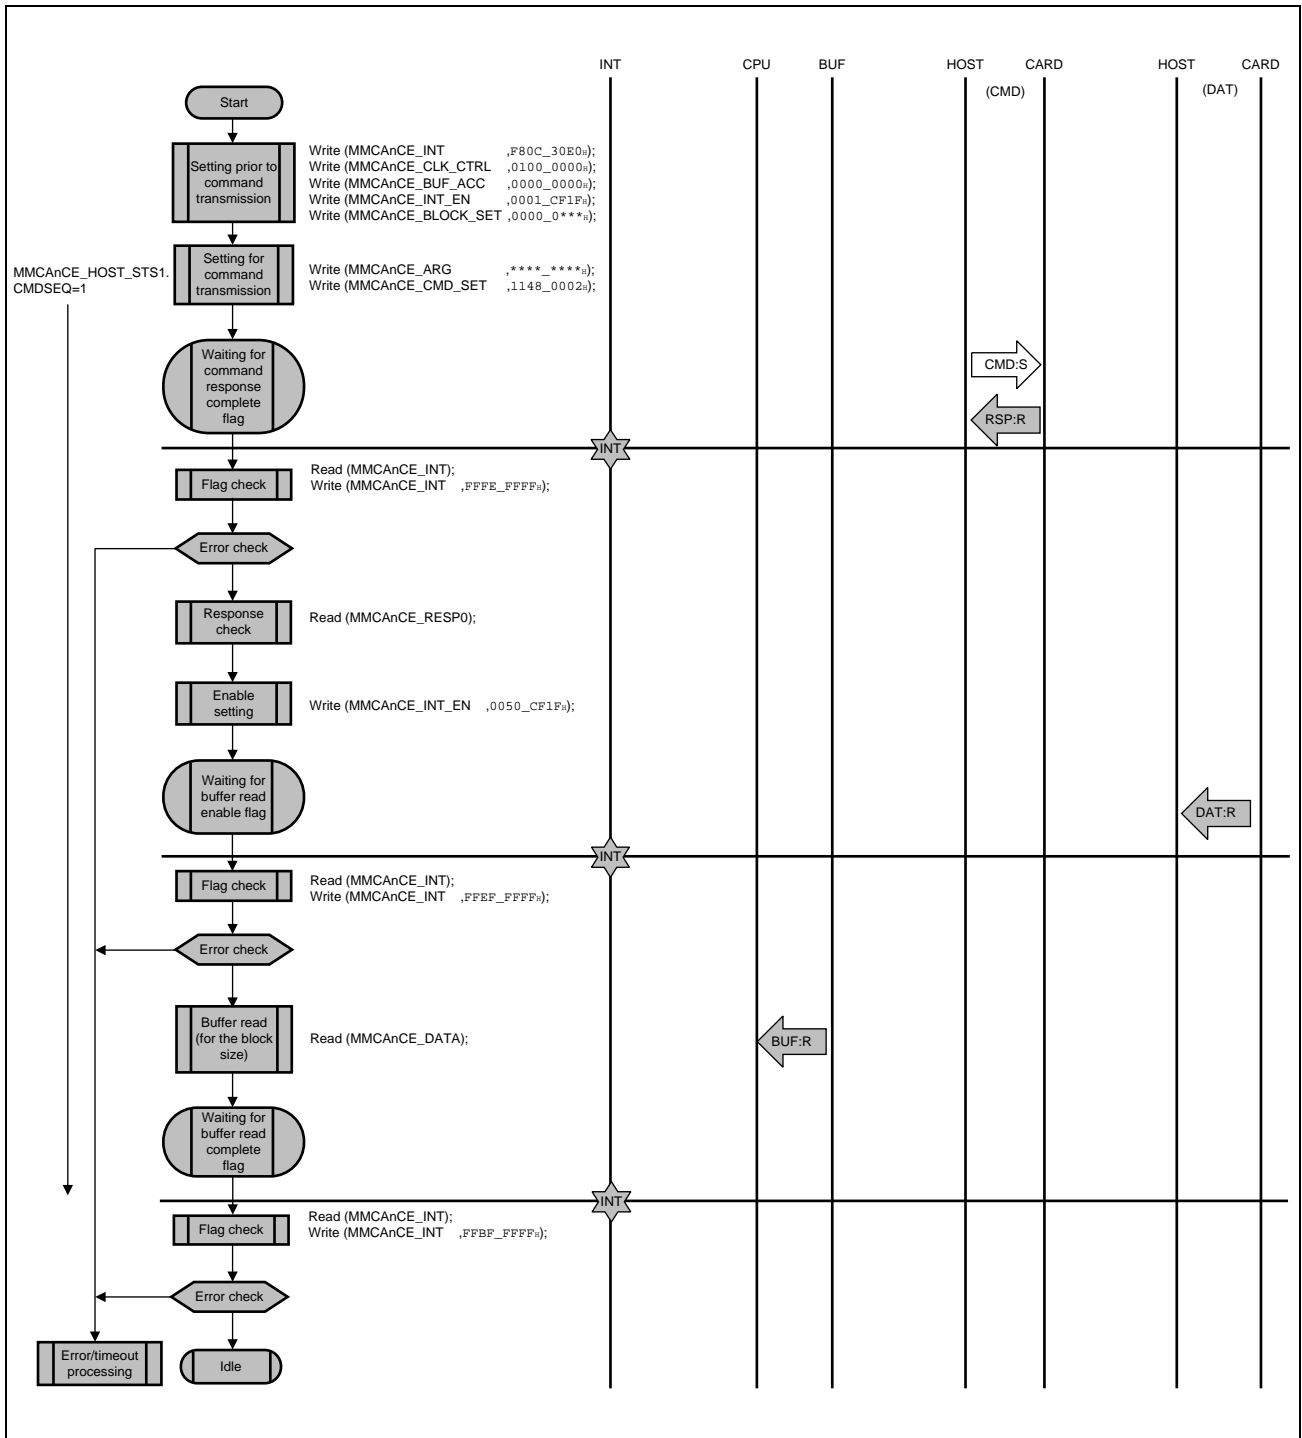 INT CPU BUF HOST CARD HOST CARD
(CMD) (DAT)
Start
Setting prior to
command
transmission
Write (MMCAnCE_INT ,F80C_30E0H);
Write (MMCAnCE_CLK_CTRL ,0100_0000H);
Write (MMCAnCE_BUF_ACC ,0000_0000H);
Write (MMCAnCE_INT_EN ,0001_CF1FH);
Write (MMCAnCE_BLOCK_SET ,0000_0***H);
MMCAnCE_HOST_STS1.
CMDSEQ=1
Setting for
command
transmission
Write (MMCAnCE_ARG ,****_****H);
Write (MMCAnCE_CMD_SET ,1148_0002H);
Waiting for
command
response
complete
flag
CMD:S
RSP:R
INT
Flag check
Read (MMCAnCE_INT);
Write (MMCAnCE_INT ,FFFE_FFFFH);
Error check
Response
check
Read (MMCAnCE_RESP0);
Enable
setting
Write (MMCAnCE_INT_EN ,0050_CF1FH);
Waiting for
buffer read
enable flag
DAT:R
INT
Flag check
Read (MMCAnCE_INT);
Write (MMCAnCE_INT ,FFEF_FFFFH);
Error check
Buffer read
(for the block
size)
Read (MMCAnCE_DATA);
BUF:R
Waiting for
buffer read
complete
flag
INT
Flag check
Read (MMCAnCE_INT);
Write (MMCAnCE_INT ,FFBF_FFFFH);
Error check
Error/timeout
processing
Idle